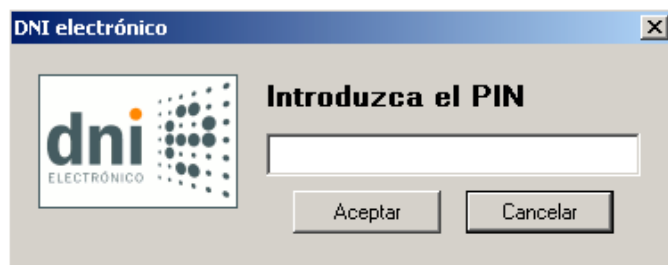 DNI electrónico
dni
ELECTRÓNICO
Introduzca el PIN
Aceptar
Cancelar